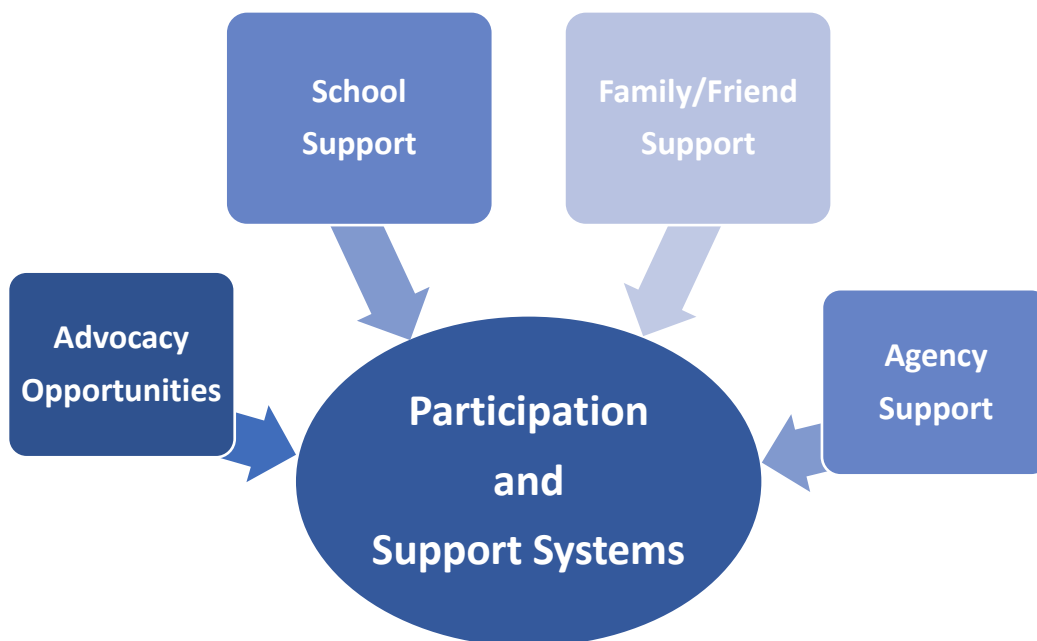 School
Support
Family/Friend
Support
Advocacy
Opportunities
Agency
Support
Participation
and
Support Systems